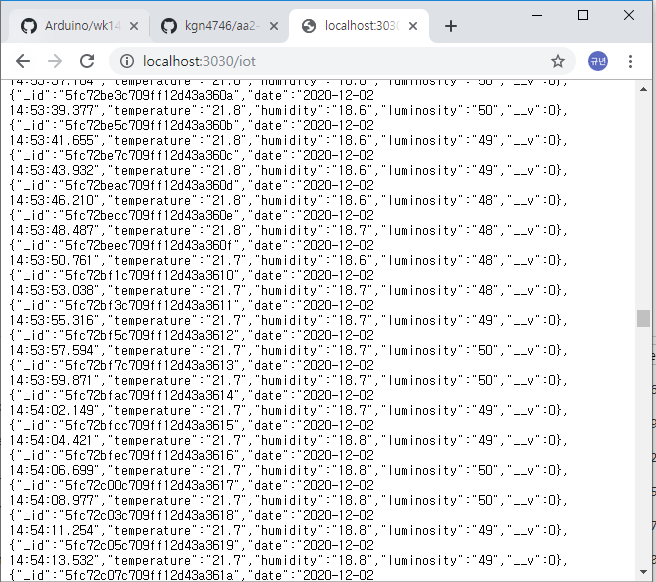 Arduino/wk14
kgn4746/aa2-
localhost:3030
localhost:3030/iot
규년
14:53:37.104","temperature":"21.8","humidity":"18.6","luminosity":"50","__v":0},
{"_id":"5fc72be3c709ff12d43a360a","date":"2020-12-02
14:53:39.377","temperature":"21.8","humidity":"18.6","luminosity":"50","__v":0},
{"_id":"5fc72be5c709ff12d43a360b","date":"2020-12-02
14:53:41.655","temperature":"21.8","humidity":"18.6","luminosity":"49","__v":0},
{"_id":"5fc72be7c709ff12d43a360c","date":"2020-12-02
14:53:43.932","temperature":"21.8","humidity":"18.6","luminosity":"49","__v":0},
{"_id":"5fc72beac709ff12d43a360d","date":"2020-12-02
14:53:46.210","temperature":"21.8","humidity":"18.6","luminosity":"48","__v":0},
{"_id":"5fc72becc709ff12d43a360e","date":"2020-12-02
14:53:48.487","temperature":"21.8","humidity":"18.7","luminosity":"48","__v":0},
{"_id":"5fc72beec709ff12d43a360f","date":"2020-12-02
14:53:50.761","temperature":"21.7","humidity":"18.6","luminosity":"48","__v":0},
{"_id":"5fc72bf1c709ff12d43a3610","date":"2020-12-02
14:53:53.038","temperature":"21.7","humidity":"18.7","luminosity":"48","__v":0},
{"_id":"5fc72bf3c709ff12d43a3611","date":"2020-12-02
14:53:55.316","temperature":"21.7","humidity":"18.7","luminosity":"49","__v":0},
{"_id":"5fc72bf5c709ff12d43a3612","date":"2020-12-02
14:53:57.594","temperature":"21.7","humidity":"18.7","luminosity":"50","__v":0},
{"_id":"5fc72bf7c709ff12d43a3613","date":"2020-12-02
14:53:59.871","temperature":"21.7","humidity":"18.7","luminosity":"50","__v":0},
{"_id":"5fc72bfac709ff12d43a3614","date":"2020-12-02
14:54:02.149","temperature":"21.7","humidity":"18.7","luminosity":"49","__v":0},
{"_id":"5fc72bfcc709ff12d43a3615","date":"2020-12-02
14:54:04.421","temperature":"21.7","humidity":"18.8","luminosity":"49","__v":0},
{"_id":"5fc72bfec709ff12d43a3616","date":"2020-12-02
14:54:06.699","temperature":"21.7","humidity":"18.8","luminosity":"50","__v":0},
{"_id":"5fc72c00c709ff12d43a3617","date":"2020-12-02
14:54:08.977","temperature":"21.7","humidity":"18.8","luminosity":"50","__v":0},
{"_id":"5fc72c03c709ff12d43a3618","date":"2020-12-02
14:54:11.254","temperature":"21.7","humidity":"18.8","luminosity":"49","__v":0},
{"_id":"5fc72c05c709ff12d43a3619","date":"2020-12-02
14:54:13.532","temperature":"21.7","humidity":"18.8","luminosity":"49","__v":0},
{"_id":"5fc72c07c709ff12d43a361a","date":"2020-12-02